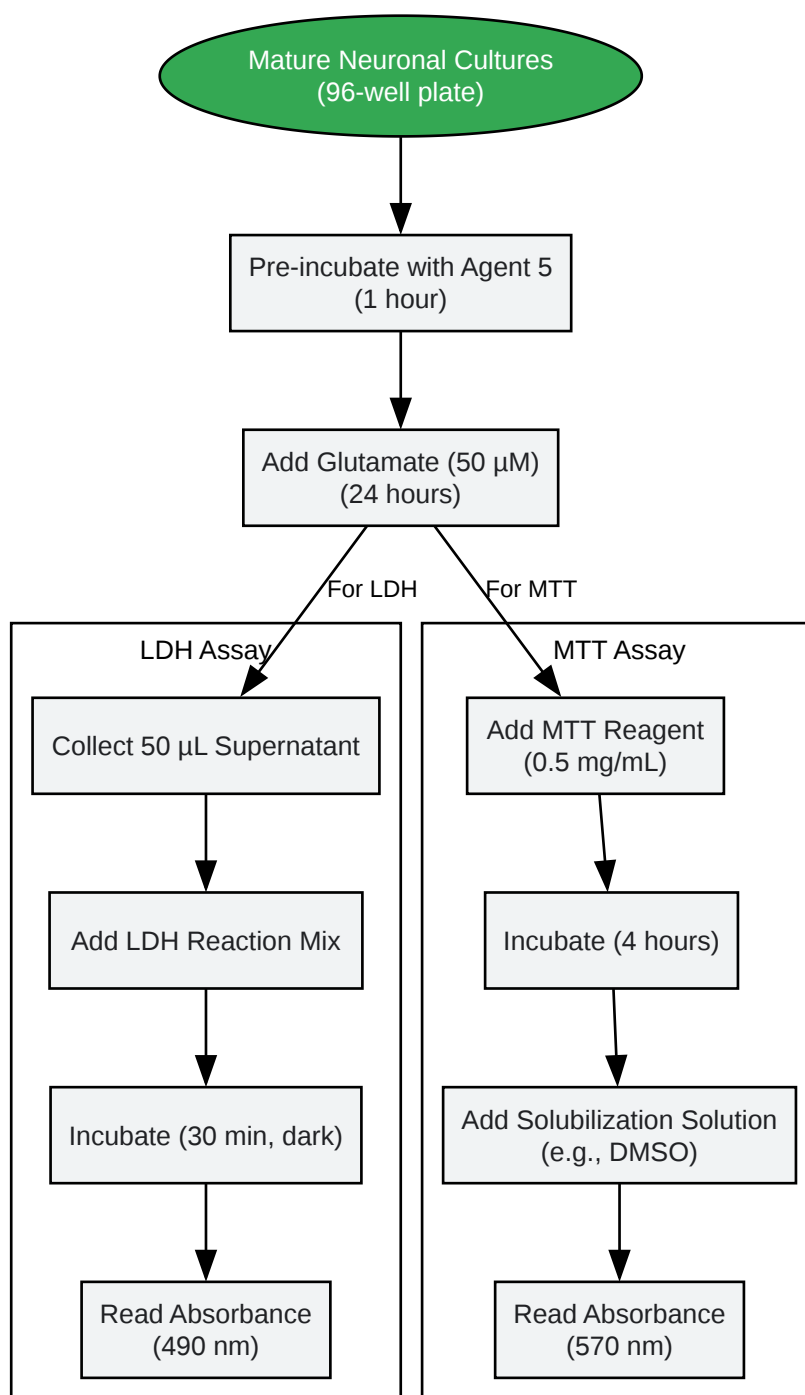 Mature Neuronal Cultures
(96-well plate)
Pre-incubate with Agent 5
(1 hour)
Add Glutamate (50 µM)
(24 hours)
For LDH
For MTT
LDH Assay
Collect 50 µL Supernatant
Add LDH Reaction Mix
Incubate (30 min, dark)
Read Absorbance
(490 nm)
MTT Assay
Add MTT Reagent
(0.5 mg/mL)
Incubate (4 hours)
Add Solubilization Solution
(e.g., DMSO)
Read Absorbance
(570 nm)